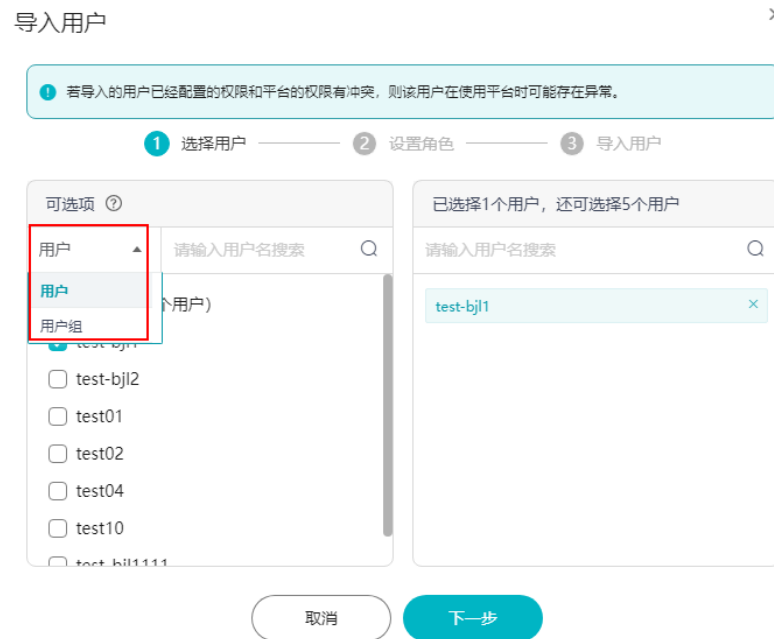 导入用户
若导入的用户已经配置的权限和平台的权限有冲突，则该用户在使用平台时可能存在异常。
1 选择用户 2 设置角色 3 导入用户
可选项
已选择1个用户，还可选择5个用户
用户 请输入用户名搜索
请输入用户名搜索
用户
个用户)
用户组
test-bjl1
test-bjl1
test-bjl2
test01
test02
test04
test10
test-bjl1111
取消 下一步